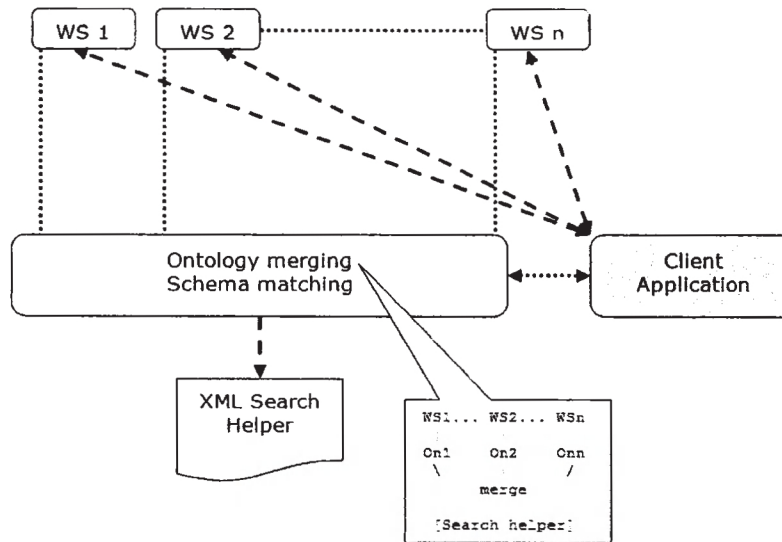 WS 1
WS 2
WS n
Ontology merging
Schema matching
Client
Application
XML Search
Helper
WS1... WS2... WSn
On1 On2 Onn
merge
[Search helper]